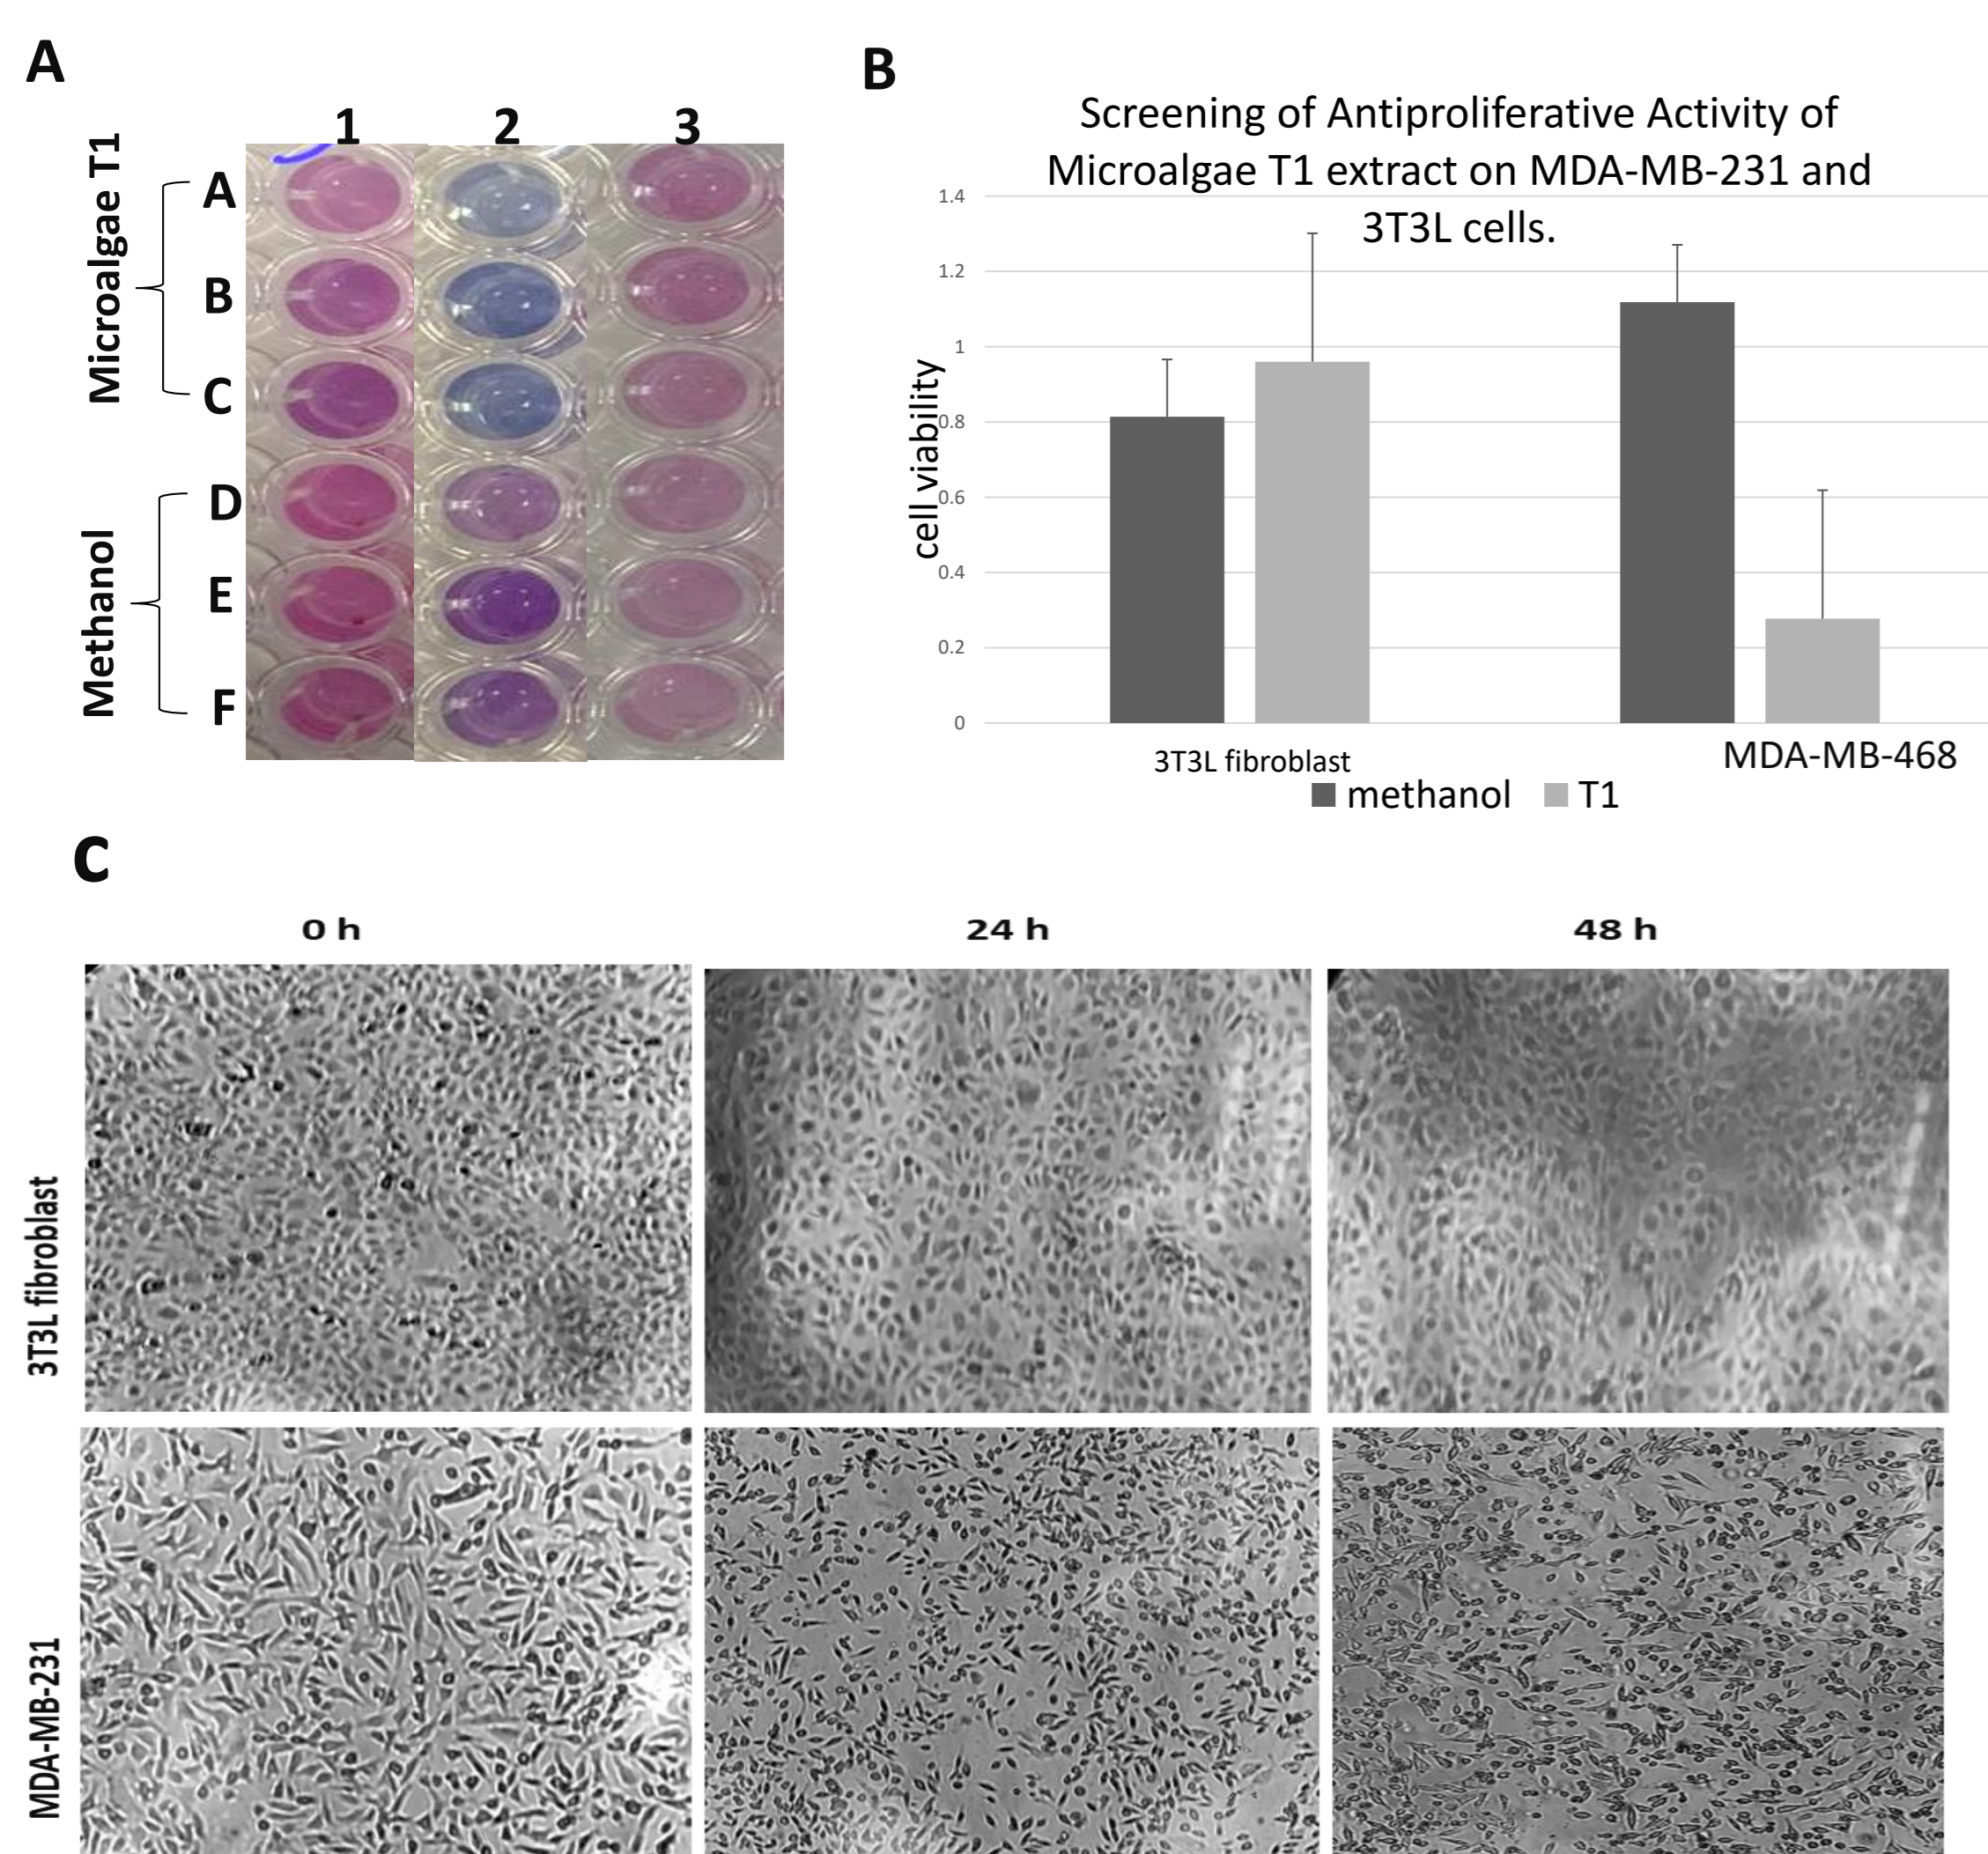 A
1 2 3
Microalgae T1
A
B
C
Methanol
D
E
F
B
Screening of Antiproliferative Activity of
Microalgae T1 extract on MDA-MB-231 and
3T3L cells.
cell viability
1.4
1.2
1
0.8
0.6
0.4
0.2
0
3T3L fibroblast MDA-MB-468
methanol T1
C
0 h 24 h 48 h
3T3L fibroblast
MDA-MB-231